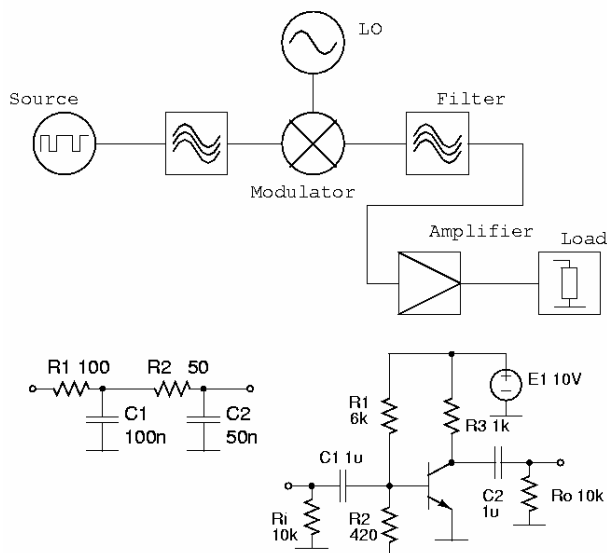 LO
Source
Filter
Modulator
Amplifier
Load
R1 100
R2 50
C1
100n
C2
50n
E1 10V
R1
6k
R3 1k
C1 1u
C2
1u
Ro 10k
Ri
10k
R2
420